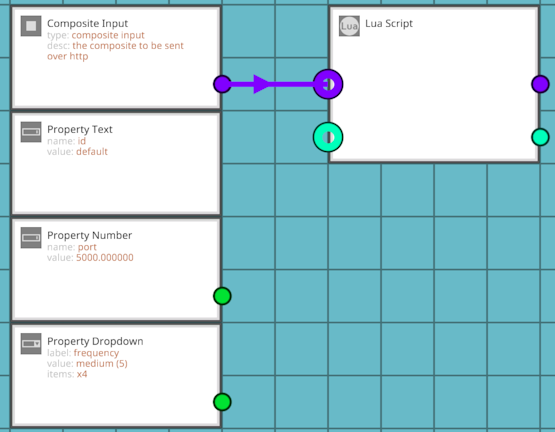 Composite Input
type: composite input
desc: the composite to be sent
over http
Lua
Lua Script
Property Text
name: id
value: default
Property Number
name: port
value: 5000.000000
Property Dropdown
label: frequency
value: medium (5)
items: x4